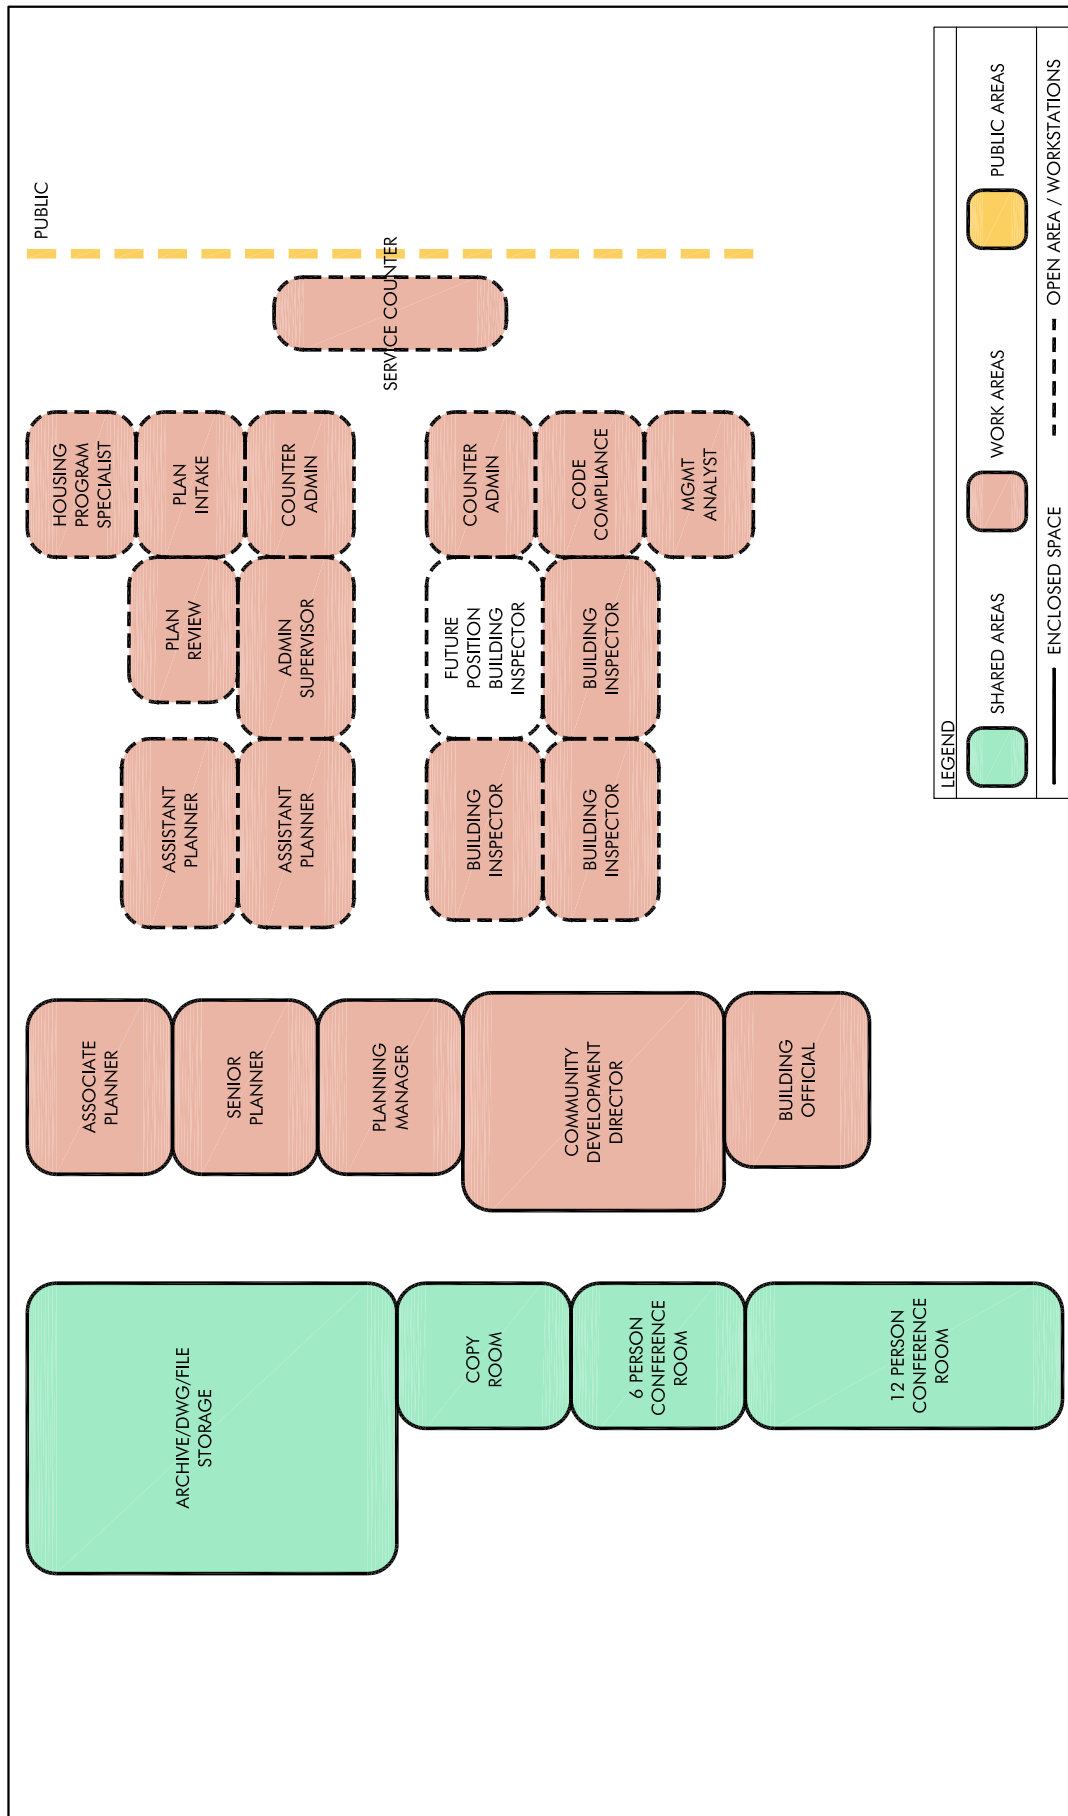 PUBLIC
SERVICE COUNTER
HOUSING
PROGRAM
SPECIALIST
PLAN
INTAKE
COUNTER
ADMIN
COUNTER
ADMIN
CODE
COMPLIANCE
MGMT
ANALYST
PLAN
REVIEW
ADMIN
SUPERVISOR
FUTURE
POSITION
BUILDING
INSPECTOR
BUILDING
INSPECTOR
ASSISTANT
PLANNER
ASSISTANT
PLANNER
BUILDING
INSPECTOR
BUILDING
INSPECTOR
ASSOCIATE
PLANNER
SENIOR
PLANNER
PLANNING
MANAGER
COMMUNITY
DEVELOPMENT
DIRECTOR
BUILDING
OFFICIAL
ARCHIVE/DWG/FILE
STORAGE
COPY
ROOM
6 PERSON
CONFERENCE
ROOM
12 PERSON
CONFERENCE
ROOM
LEGEND
SHARED AREAS
WORK AREAS
PUBLIC AREAS
ENCLOSED SPACE
OPEN AREA / WORKSTATIONS